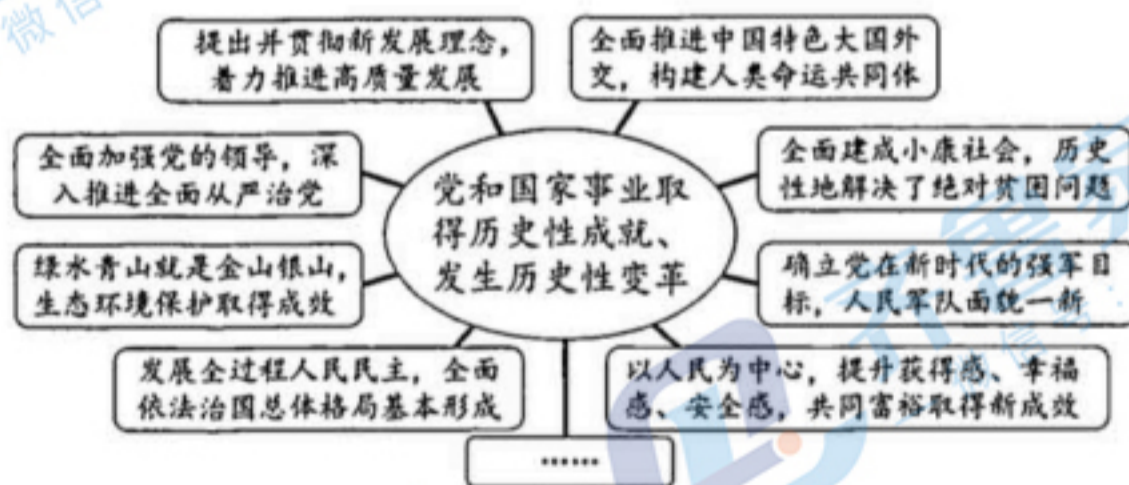 微信
提出并贯彻新发展理念，
着力推进高质量发展
全面推进中国特色大国外
交，构建人类命运共同体
全面加强党的领导，深
入推进全面从严治党
党和国家事业取
得历史性成就、
发生历史性变革
全面建成小康社会，历史
性地解决了绝对贫困问题
绿水青山就是金山银山，
生态环境保护取得成效
确立党在新时代的强军目
标，人民军队面貌一新
发展全过程人民民主，全面
依法治国总体格局基本形成
以人民为中心，提升获得感、幸福
感、安全感，共同富裕取得新成效
……